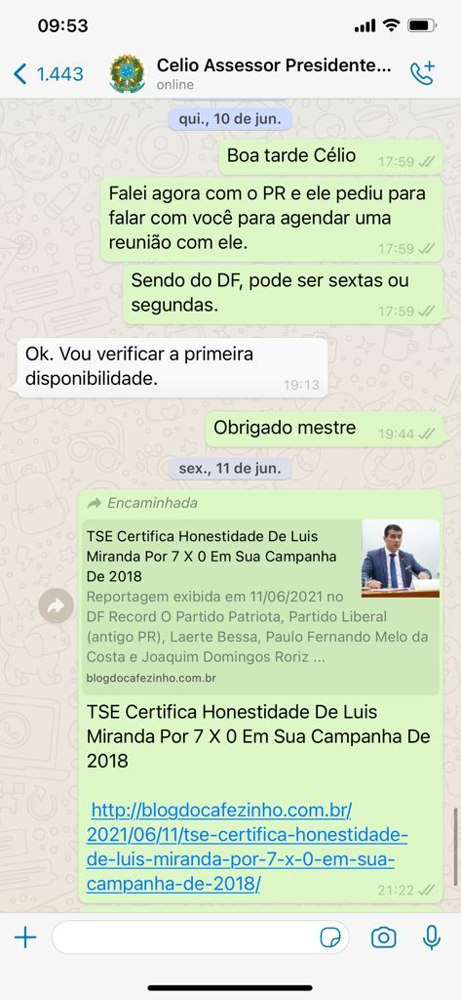 09:53
1.443
Celio Assessor Presidente...
online
qui., 10 de jun.
Boa tarde Célio
17:59
Falei agora com o PR e ele pediu para
falar com você para agendar uma
reunião com ele.
17:59
Sendo do DF, pode ser sextas ou
segundas.
17:59
Ok. Vou verificar a primeira
disponibilidade.
19:13
Obrigado mestre
19:44
sex., 11 de jun.
Encaminhada
TSE Certifica Honestidade De Luis
Miranda Por 7 X 0 Em Sua Campanha
De 2018
Reportagem exibida em 11/06/2021 no
DF Record O Partido Patriota, Partido Liberal
(antigo PR), Laerte Bessa, Paulo Fernando Melo da
Costa e Joaquim Domingos Roriz ...
blogdocafezinho.com.br
TSE Certifica Honestidade De Luis
Miranda Por 7 X 0 Em Sua Campanha De
2018
http://blogdocafezinho.com.br/
2021/06/11/tse-certifica-honestidade-
de-luis-miranda-por-7-x-0-em-sua-
campanha-de-2018/
21:22